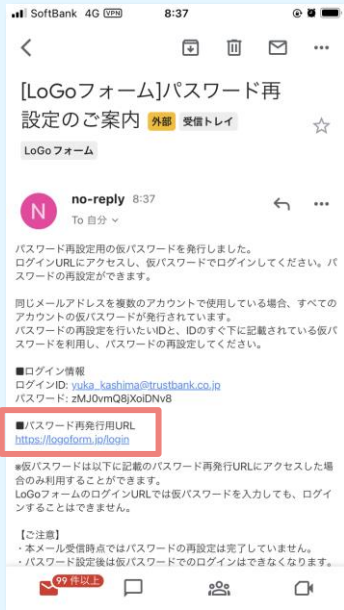 SoftBank 4G VPN 8:37
[LoGoフォーム]パスワード再
設定のご案内 外部 受信トレイ
LoGo フォーム
N
no-reply 8:37
To 自分
パスワード再設定用の仮パスワードを発行しました。
ログインURLにアクセスし、仮パスワードでログインしてください。パ
スワードの再設定ができます。
同じメールアドレスを複数のアカウントで使用している場合、すべての
アカウントの仮パスワードが発行されています。
パスワードの再設定を行いたいIDと、IDのすぐ下に記載されている仮パ
スワードを利用し、パスワードの再設定してください。
■ログイン情報
ログインID: yuka_kashima@trustbank.co.jp
パスワード: zMJ0vmQ8jXoiDNv8
■パスワード再発行用URL
https://logoform.jp/login
※仮パスワードは以下に記載のパスワード再発行URLにアクセスした場
合のみ利用することができます。
LoGoフォームのログインURLでは仮パスワードを入力しても、ログイ
ンすることはできません。
【ご注意】
・本メール受信時点ではパスワードの再設定は完了していません。
・パスワード設定後は仮パスワードでのログインはできなくなります。
99 件以上